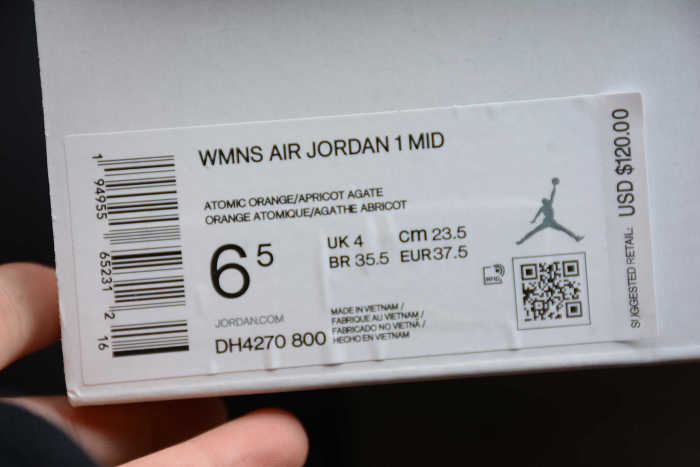 WMNS AIR JORDAN 1 MID
ATOMIC ORANGE/APRICOT AGATE
ORANGE ATOMIQUE/AGATHE ABRICOT
6 5
UK 4 cm 23.5
BR 35.5 EUR 37.5
JORDAN.COM
DH4270 800
MADE IN VIETNAM /
FABRIQUE AU VIETNAM /
FABRICADO NO VIETNÃ /
HECHO EN VIETNAM
RFID
SUGGESTED RETAIL: USD $120.00
1 94955 65231 2 16